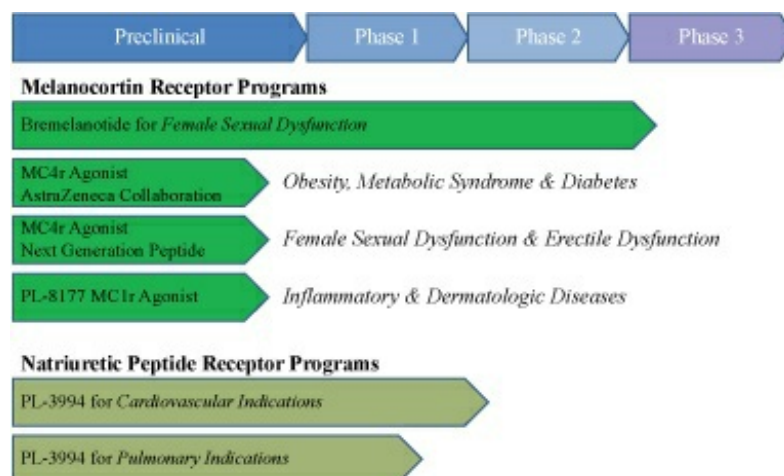 Preclinical Phase 1 Phase 2 Phase 3
Melanocortin Receptor Programs
Bremelanotide for Female Sexual Dysfunction
MC4r Agonist
AstraZeneca Collaboration
Obesity, Metabolic Syndrome & Diabetes
MC4r Agonist
Next Generation Peptide
Female Sexual Dysfunction & Erectile Dysfunction
PL-8177 MC1r Agonist
Inflammatory & Dermatologic Diseases
Natriuretic Peptide Receptor Programs
PL-3994 for Cardiovascular Indications
PL-3994 for Pulmonary Indications